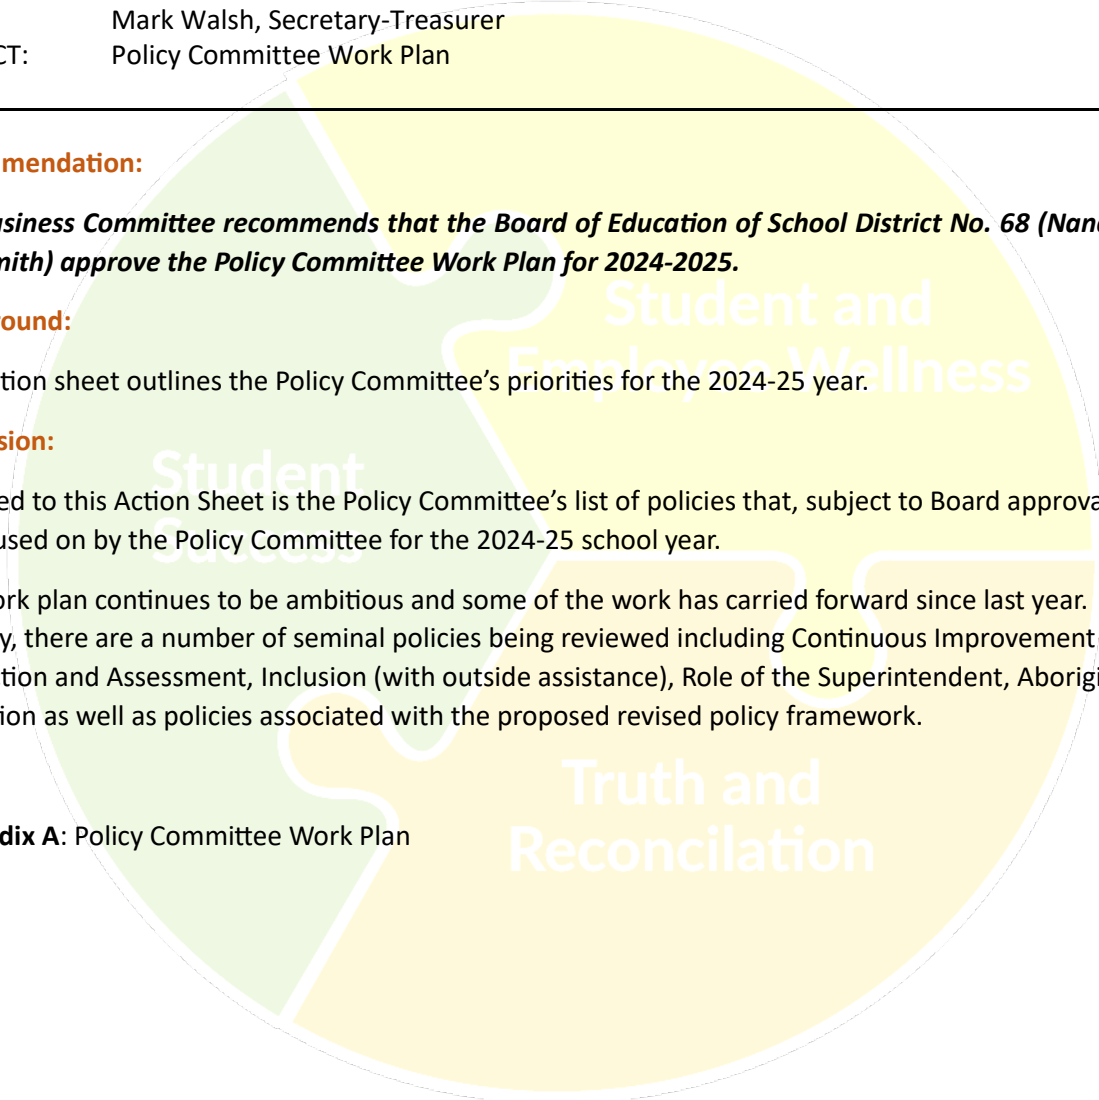 Mark Walsh, Secretary-Treasurer
CT: Policy Committee Work Plan
mendation:
usiness Committee recommends that the Board of Education of School District No. 68 (Nan
mith) approve the Policy Committee Work Plan for 2024-2025.
round:
tion sheet outlines the Policy Committee’s priorities for the 2024-25 year.
sion:
ed to this Action Sheet is the Policy Committee’s list of policies that, subject to Board approva
used on by the Policy Committee for the 2024-25 school year.
ork plan continues to be ambitious and some of the work has carried forward since last year.
y, there are a number of seminal policies being reviewed including Continuous Improvement
tion and Assessment, Inclusion (with outside assistance), Role of the Superintendent, Aborigi
tion as well as policies associated with the proposed revised policy framework.
dix A: Policy Committee Work Plan
Student and
Employee Wellness
Student
Success
Truth and
Reconcilation